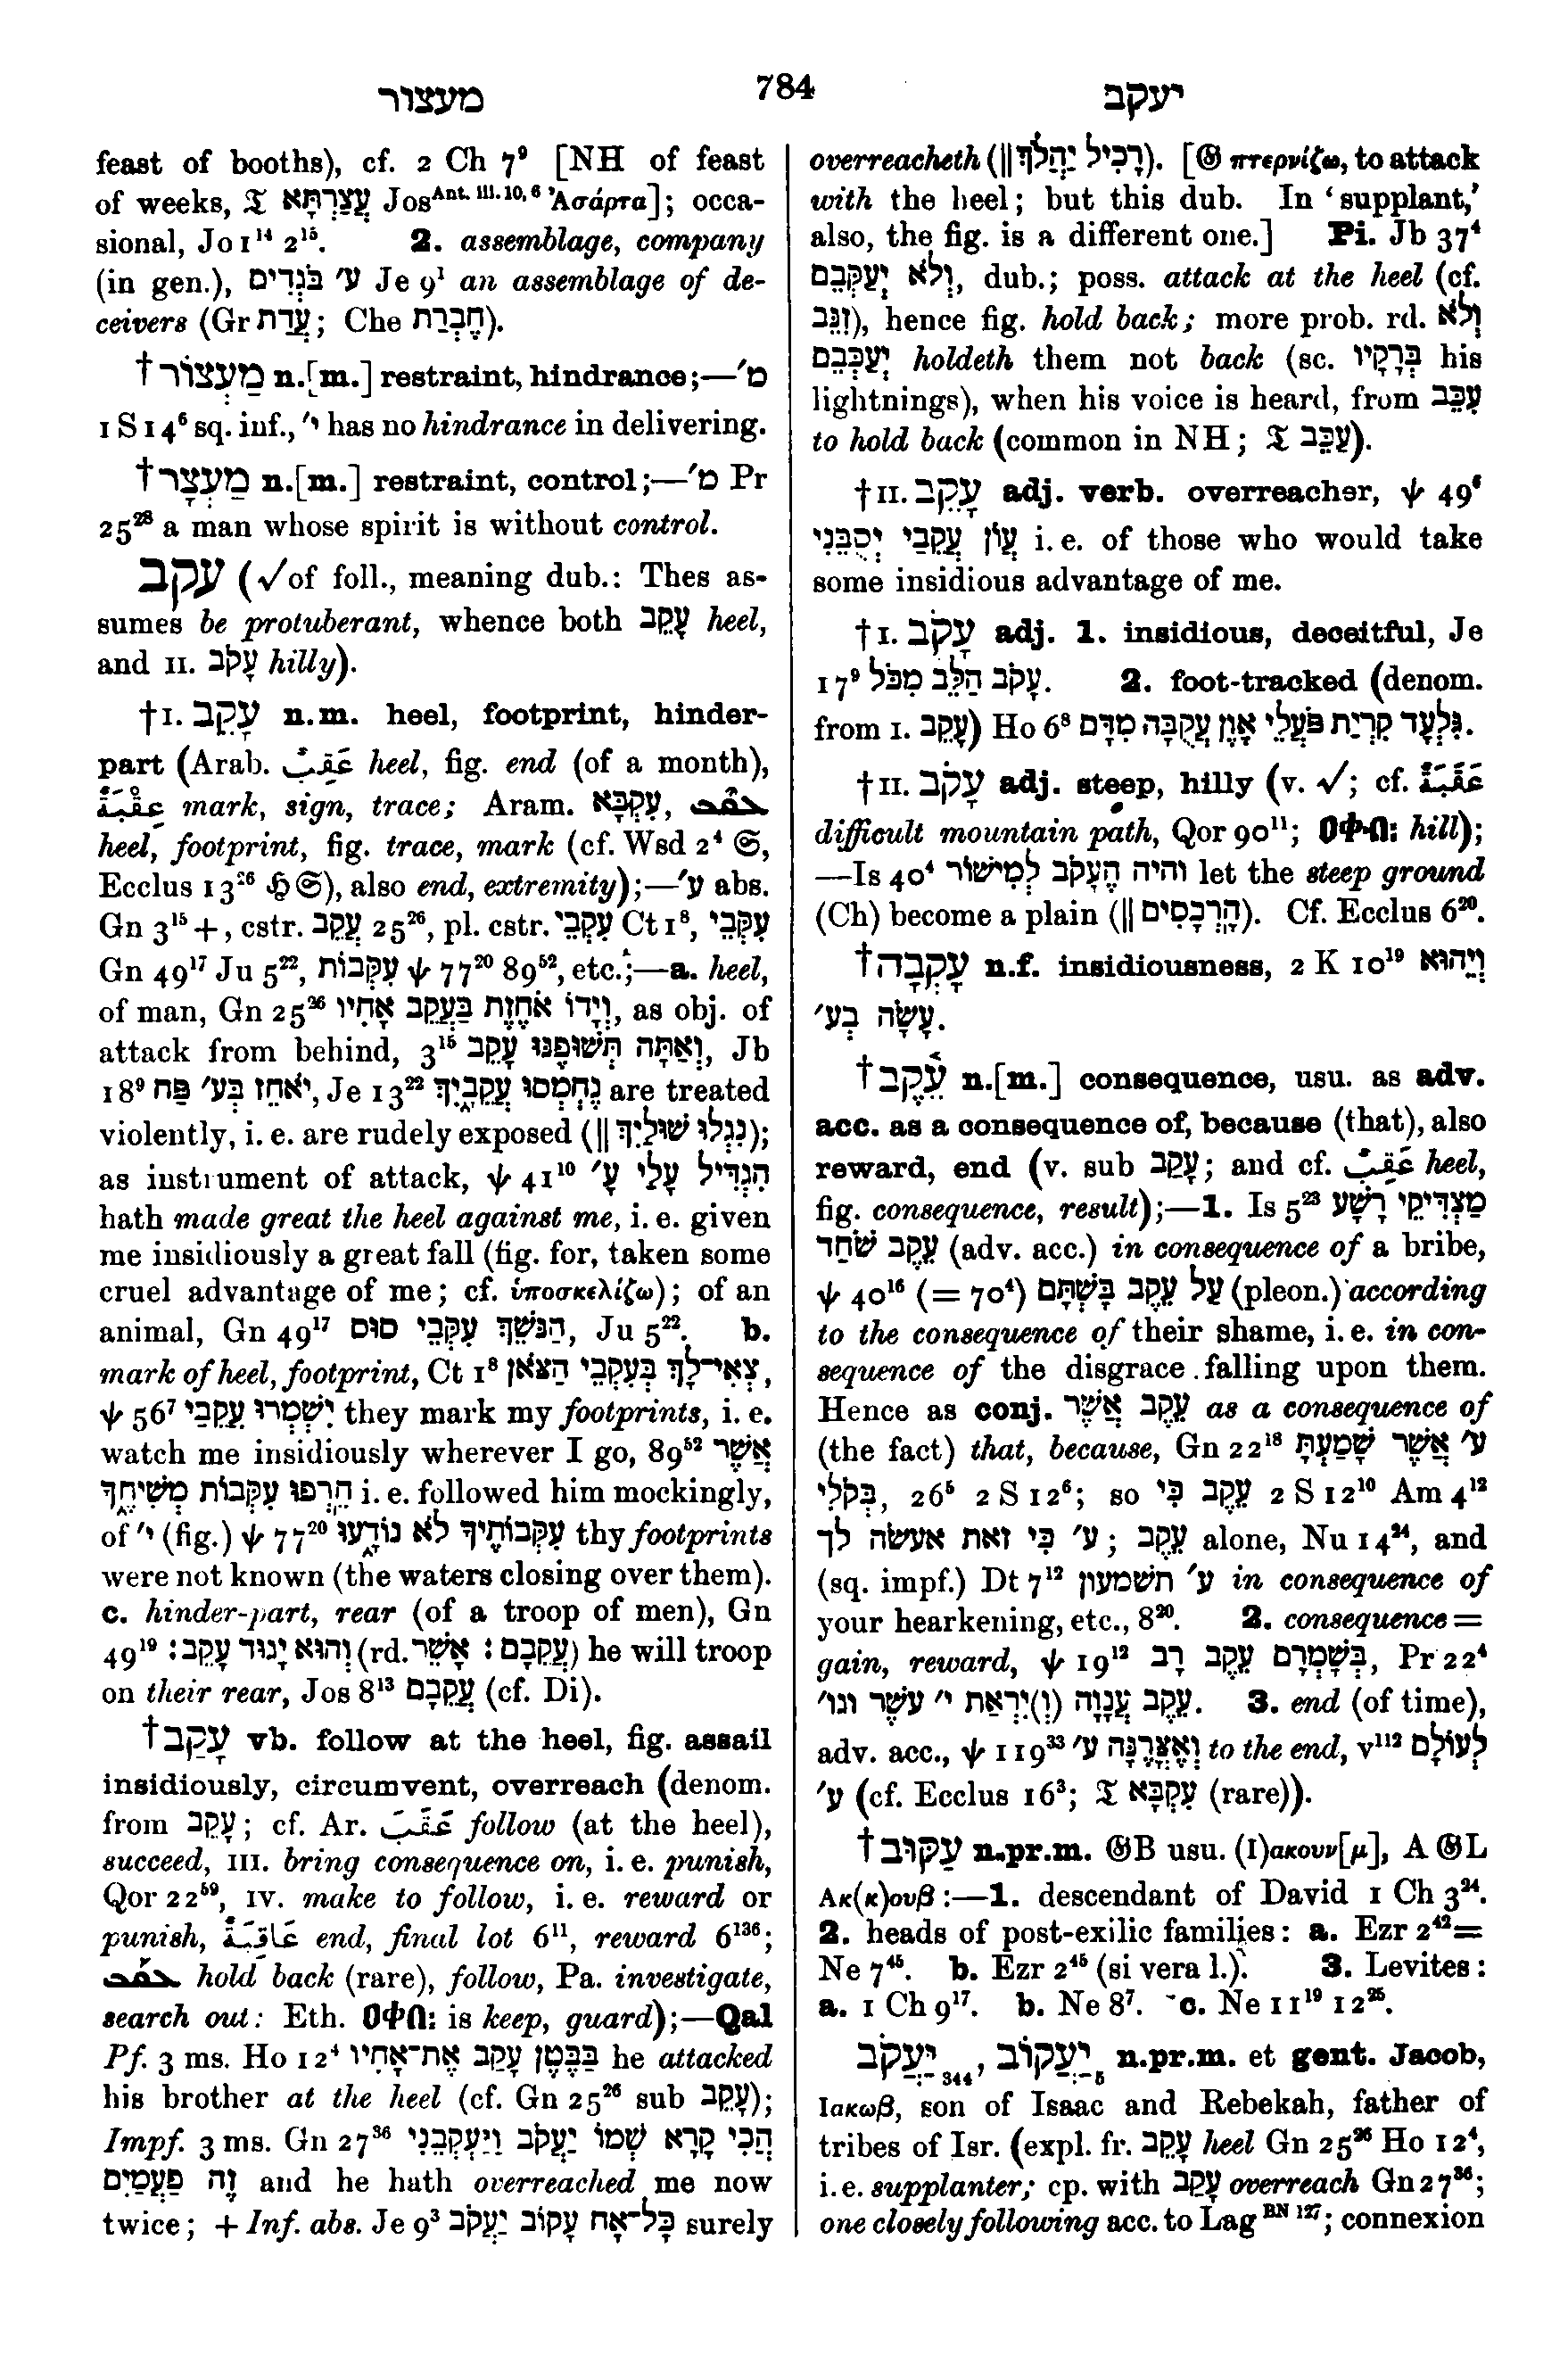 מעצור
784
יעקב
feast of booths), cf. 2 Ch 7⁹ [NH of feast
of weeks, 𝔗 עֲצַרְתָּא Jos^Ant. iii. 10, 6 Ἀσάρτα]; occa-
sional, Jo 1¹⁴ 2¹⁵. 2. assemblage, company
(in gen.), ע׳ בֹּגְדִים Je 9¹ an assemblage of de-
ceivers (Gr עֲדַת; Che חֶבְרַת).
† מַעְצוֹר n.[m.] restraint, hindrance;—מ׳
1 S 14⁶ sq. inf., י׳ has no hindrance in delivering.
† מַעְצָר n.[m.] restraint, control;—מ׳ Pr
25²⁸ a man whose spirit is without control.
עקב (√of foll., meaning dub.: Thes as-
sumes be protuberant, whence both עָקֵב heel,
and II. עָקֹב hilly).
†I. עָקֵב n.m. heel, footprint, hinder-
part (Arab. عَقِبٌ heel, fig. end (of a month),
عِقْبَةٌ mark, sign, trace; Aram. עִקְבָא, ܥܩܒܐ
heel, footprint, fig. trace, mark (cf. Wsd 2⁴ 𝔖,
Ecclus 13²⁶ ℌ 𝔖), also end, extremity);—ע׳ abs.
Gn 3¹⁵ +, cstr. עֲקֵב 25²⁶, pl. cstr. עִקְבֵי Ct 1⁸, עִקְּבֵי
Gn 49¹⁷ Ju 5²², עִקְּבוֹת ψ 77²⁰ 89⁵², etc.;—a. heel,
of man, Gn 25²⁶ וְיָדוֹ אֹחֶזֶת בַּעֲקֵב אָחִיו, as obj. of
attack from behind, 3¹⁵ וְאַתָּה תְּשׁוּפֶנּוּ עָקֵב, Jb
18⁹ יֹאחֵז בְּעָ׳ פַּח, Je 13²² נֶחְמְסוּ עֲקֵבָיִךְ are treated
violently, i. e. are rudely exposed (|| נִגְלוּ שׁוּלַיִךְ);
as instrument of attack, ψ 41¹⁰ הִגְדִּיל עָלַי עָ׳
hath made great the heel against me, i. e. given
me insidiously a great fall (fig. for, taken some
cruel advantage of me; cf. ὑποσκελίζω); of an
animal, Gn 49¹⁷ הַנֹּשֵׁךְ עִקְּבֵי סוּס, Ju 5²². b.
mark of heel, footprint, Ct 1⁸ צְאִי־לָךְ בְּעִקְבֵי הַצֹּאן,
ψ 56⁷ עֲקֵבַי יִשְׁמֹרוּ they mark my footprints, i. e.
watch me insidiously wherever I go, 89⁵² אֲשֶׁר
חֵרְפוּ עִקְּבוֹת מְשִׁיחֶךָ i. e. followed him mockingly,
of י׳ (fig.) ψ 77²⁰ עִקְּבוֹתֶיךָ לֹא נוֹדָעוּ thy footprints
were not known (the waters closing over them).
c. hinder-part, rear (of a troop of men), Gn
49¹⁹ וְהוּא יָגוּד עָקֵב׃ (rd. עֲקֵבָם׃ אָשֵׁר) he will troop
on their rear, Jos 8¹³ עֲקֵבָם (cf. Di).
† עָקַב vb. follow at the heel, fig. assail
insidiously, circumvent, overreach (denom.
from עָקֵב; cf. Ar. عَقَبَ follow (at the heel),
succeed, III. bring consequence on, i. e. punish,
Qor 22⁵⁹, IV. make to follow, i. e. reward or
punish, عَاقِبَةٌ end, final lot 6¹¹, reward 6¹³⁶;
ܥܩܒ hold back (rare), follow, Pa. investigate,
search out: Eth. ዐቀበ: is keep, guard);—Qal
Pf. 3 ms. Ho 12⁴ בַּבֶּטֶן עָקַב אֶת־אָחִיו he attacked
his brother at the heel (cf. Gn 25²⁶ sub עָקֵב);
Impf. 3 ms. Gn 27³⁶ הֲכִי קָרָא שְׁמוֹ יַעֲקֹב וַיַּעְקְבֵנִי
זֶה פַעֲמַיִם and he hath overreached me now
twice; + Inf. abs. Je 9³ כָּל־אָח עָקוֹב יַעְקֹב surely
overreacheth (|| רָכִיל יַהֲלֹךְ). [𝔊 πτερνίζω, to attack
with the heel; but this dub. In ‘supplant,’
also, the fig. is a different one.] Pi. Jb 37⁴
וְלֹא יְעַקְּבֵם, dub.; poss. attack at the heel (cf.
זִנֵּב), hence fig. hold back; more prob. rd. וְלֹא
יְעַכְּבֵם holdeth them not back (sc. בְּרָקָיו his
lightnings), when his voice is heard, from עִכֵּב
to hold back (common in NH; 𝔗 עַכֵּב).
†II. עָקֵב adj. verb. overreacher, ψ 49⁶
עֲוֹן עֲקֵבַי יְסֻבֵּנִי i. e. of those who would take
some insidious advantage of me.
†I. עָקֹב adj. 1. insidious, deceitful, Je
17⁹ עָקֹב הַלֵּב מִכֹּל. 2. foot-tracked (denom.
from I. עָקֵב) Ho 6⁸ גִּלְעָד קִרְיַת פֹּעֲלֵי אָוֶן עֲקֻבָּה מִדָּם.
†II. עָקֹב adj. steep, hilly (v. √; cf. عَقَبَةٌ
difficult mountain path, Qor 90¹¹; ዐቀብ: hill);
—Is 40⁴ והיה הֶעָקֹב לְמִישׁוֹר let the steep ground
(Ch) become a plain (|| הָרְכָסִים). Cf. Ecclus 6²⁰.
† עָקְבָה n.f. insidiousness, 2 K 10¹⁹ וְיֵהוּא
עָשָׂה בְע׳.
† עֵקֶב n.[m.] consequence, usu. as adv.
acc. as a consequence of, because (that), also
reward, end (v. sub עָקֵב; and cf. عَقِبٌ heel,
fig. consequence, result);—1. Is 5²³ מַצְדִּיקֵי רָשָׁע
עֵקֶב שֹׁחַד (adv. acc.) in consequence of a bribe,
ψ 40¹⁶ (= 70⁴) עַל עֵקֶב בָּשְׁתָּם (pleon.) according
to the consequence of their shame, i. e. in con-
sequence of the disgrace falling upon them.
Hence as conj. עֵקֶב אֲשֶׁר as a consequence of
(the fact) that, because, Gn 22¹⁸ ע׳ אֲשֶׁר שָׁמַעְתָּ
בְּקֹלִי, 26⁵ 2 S 12⁶; so עֵקֶב כִּי 2 S 12¹⁰ Am 4¹²
ע׳ כִּי זאת אעשׂה לך; עֵקֶב alone, Nu 14²⁴, and
(sq. impf.) Dt 7¹² ע׳ תשׁמעון in consequence of
your hearkening, etc., 8²⁰. 2. consequence =
gain, reward, ψ 19¹² בְּשָׁמְרָם עֵקֶב רָב, Pr 22⁴
עֵקֶב עֲנָוָה (וְ)יִרְאַת י׳ עֹשֶׁר וגו׳. 3. end (of time),
adv. acc., ψ 119³³ וְאֶצֳּרֶנָּה ע׳ to the end, v¹¹² לְעוֹלָם
ע׳ (cf. Ecclus 16³; 𝔗 עִקְבָא (rare)).
† עַקּוּב n.pr.m. 𝔊B usu. (Ι)ακουν[μ], A 𝔊L
Ακ(κ)ουβ:—1. descendant of David 1 Ch 3²⁴.
2. heads of post-exilic families: a. Ezr 2⁴²=
Ne 7⁴⁵. b. Ezr 2⁴⁵ (si vera l.). 3. Levites:
a. 1 Ch 9¹⁷. b. Ne 8⁷. c. Ne 11¹⁹ 12²⁵.
יַעֲקֹב ₃₄₄, יַעֲקוֹב ₅ n.pr.m. et gent. Jacob,
Ιακωβ, son of Isaac and Rebekah, father of
tribes of Isr. (expl. fr. עָקֵב heel Gn 25²⁶ Ho 12⁴,
i. e. supplanter; cp. with עָקַב overreach Gn 27³⁶;
one closely following acc. to Lag^BN 127; connexion